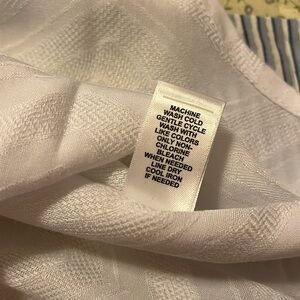 MACHINE
WASH COLD
GENTLE CYCLE
WASH WITH
LIKE COLORS
ONLY NON-
CHLORINE
BLEACH
WHEN NEEDED
LINE DRY
COOL IRON
IF NEEDED